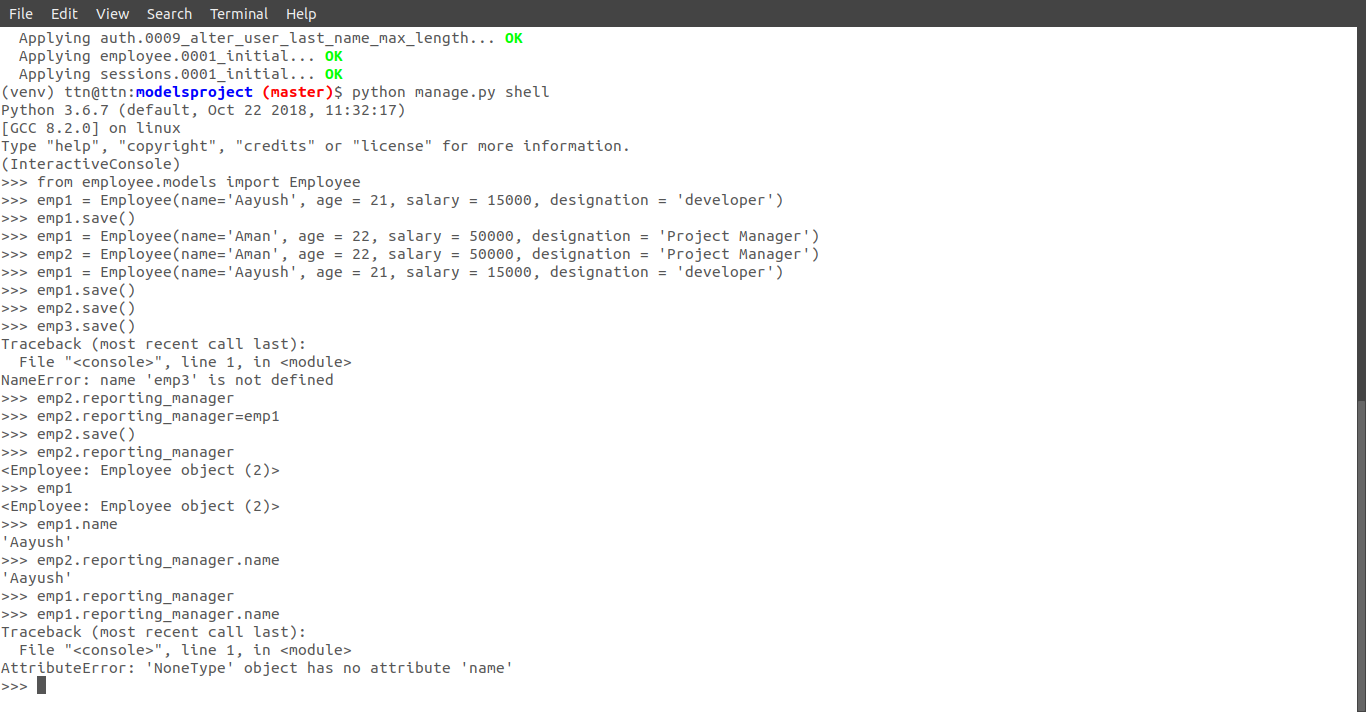 File Edit View Search Terminal Help
  Applying auth.0009_alter_user_last_name_max_length... OK
  Applying employee.0001_initial... OK
  Applying sessions.0001_initial... OK
(venv) ttn@ttn:modelsproject (master)$ python manage.py shell
Python 3.6.7 (default, Oct 22 2018, 11:32:17)
[GCC 8.2.0] on linux
Type "help", "copyright", "credits" or "license" for more information.
(InteractiveConsole)
>>> from employee.models import Employee
>>> emp1 = Employee(name='Aayush', age = 21, salary = 15000, designation = 'developer')
>>> emp1.save()
>>> emp1 = Employee(name='Aman', age = 22, salary = 50000, designation = 'Project Manager')
>>> emp2 = Employee(name='Aman', age = 22, salary = 50000, designation = 'Project Manager')
>>> emp1 = Employee(name='Aayush', age = 21, salary = 15000, designation = 'developer')
>>> emp1.save()
>>> emp2.save()
>>> emp3.save()
Traceback (most recent call last):
  File "<console>", line 1, in <module>
NameError: name 'emp3' is not defined
>>> emp2.reporting_manager
>>> emp2.reporting_manager=emp1
>>> emp2.save()
>>> emp2.reporting_manager
<Employee: Employee object (2)>
>>> emp1
<Employee: Employee object (2)>
>>> emp1.name
'Aayush'
>>> emp2.reporting_manager.name
'Aayush'
>>> emp1.reporting_manager
>>> emp1.reporting_manager.name
Traceback (most recent call last):
  File "<console>", line 1, in <module>
AttributeError: 'NoneType' object has no attribute 'name'
>>>